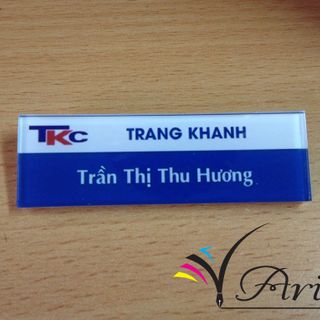 TKC TRANG KHANH
Trần Thị Thu Hương
Ari